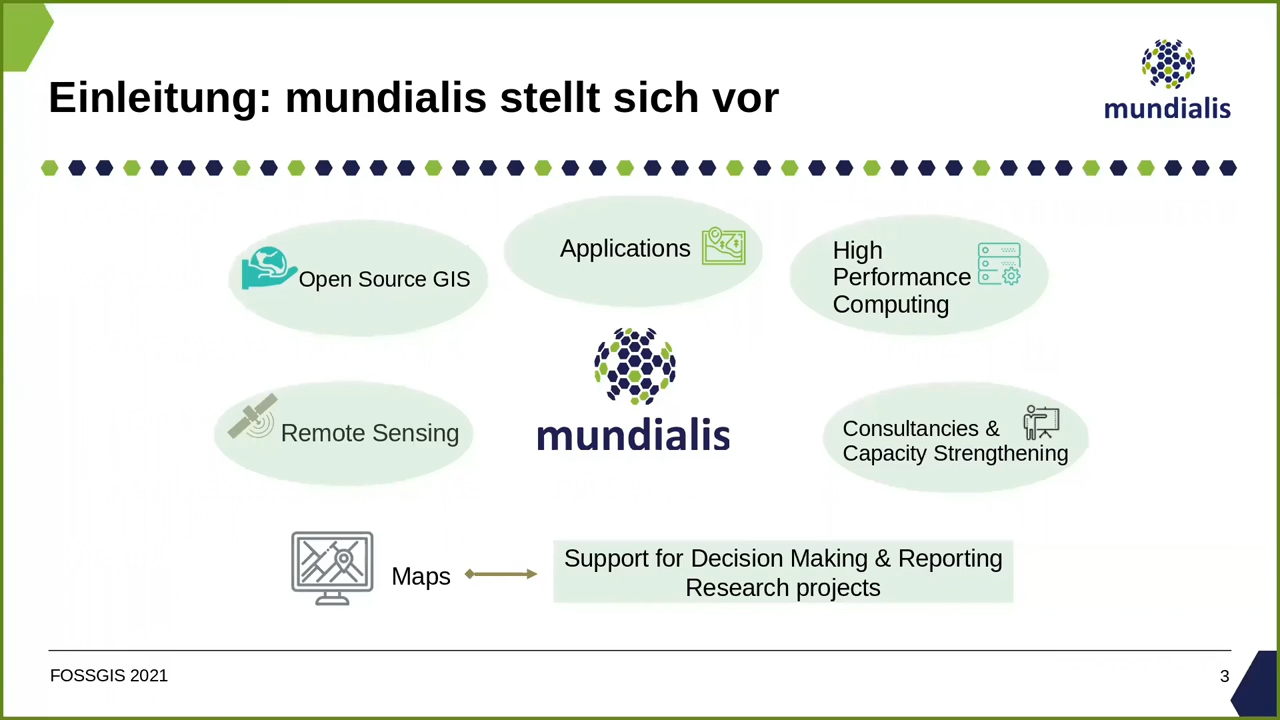 Einleitung: mundialis stellt sich vor
mundialis
Open Source GIS
Applications
High
Performance
Computing
Remote Sensing
mundialis
Consultancies &
Capacity Strengthening
Maps
Support for Decision Making & Reporting
Research projects
FOSSGIS 2021
3